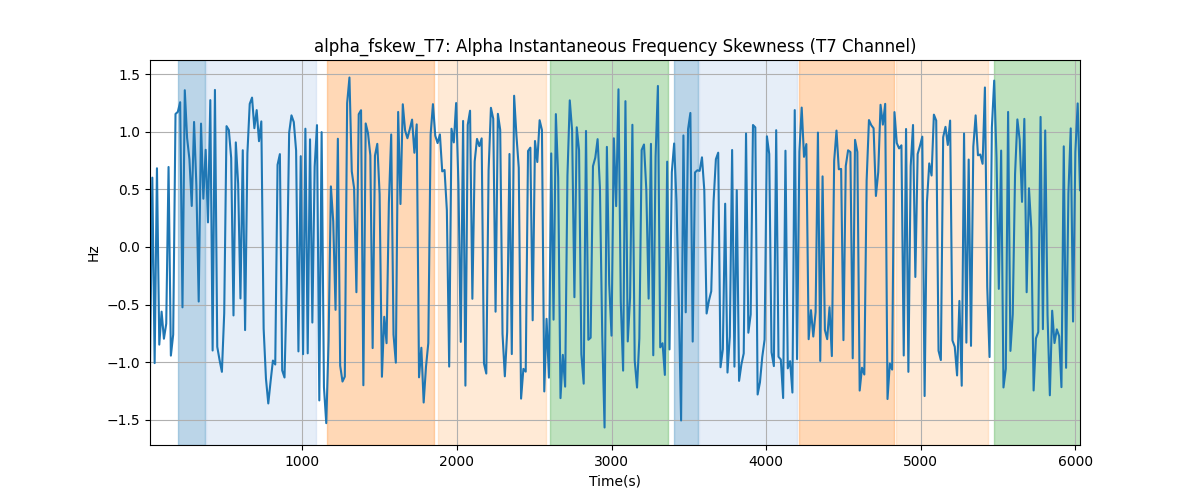 alpha_fskew_T7: Alpha Instantaneous Frequency Skewness (T7 Channel)
1.5
1.0
0.5
0.0
−0.5
−1.0
−1.5
Hz
1000 2000 3000 4000 5000 6000
Time(s)